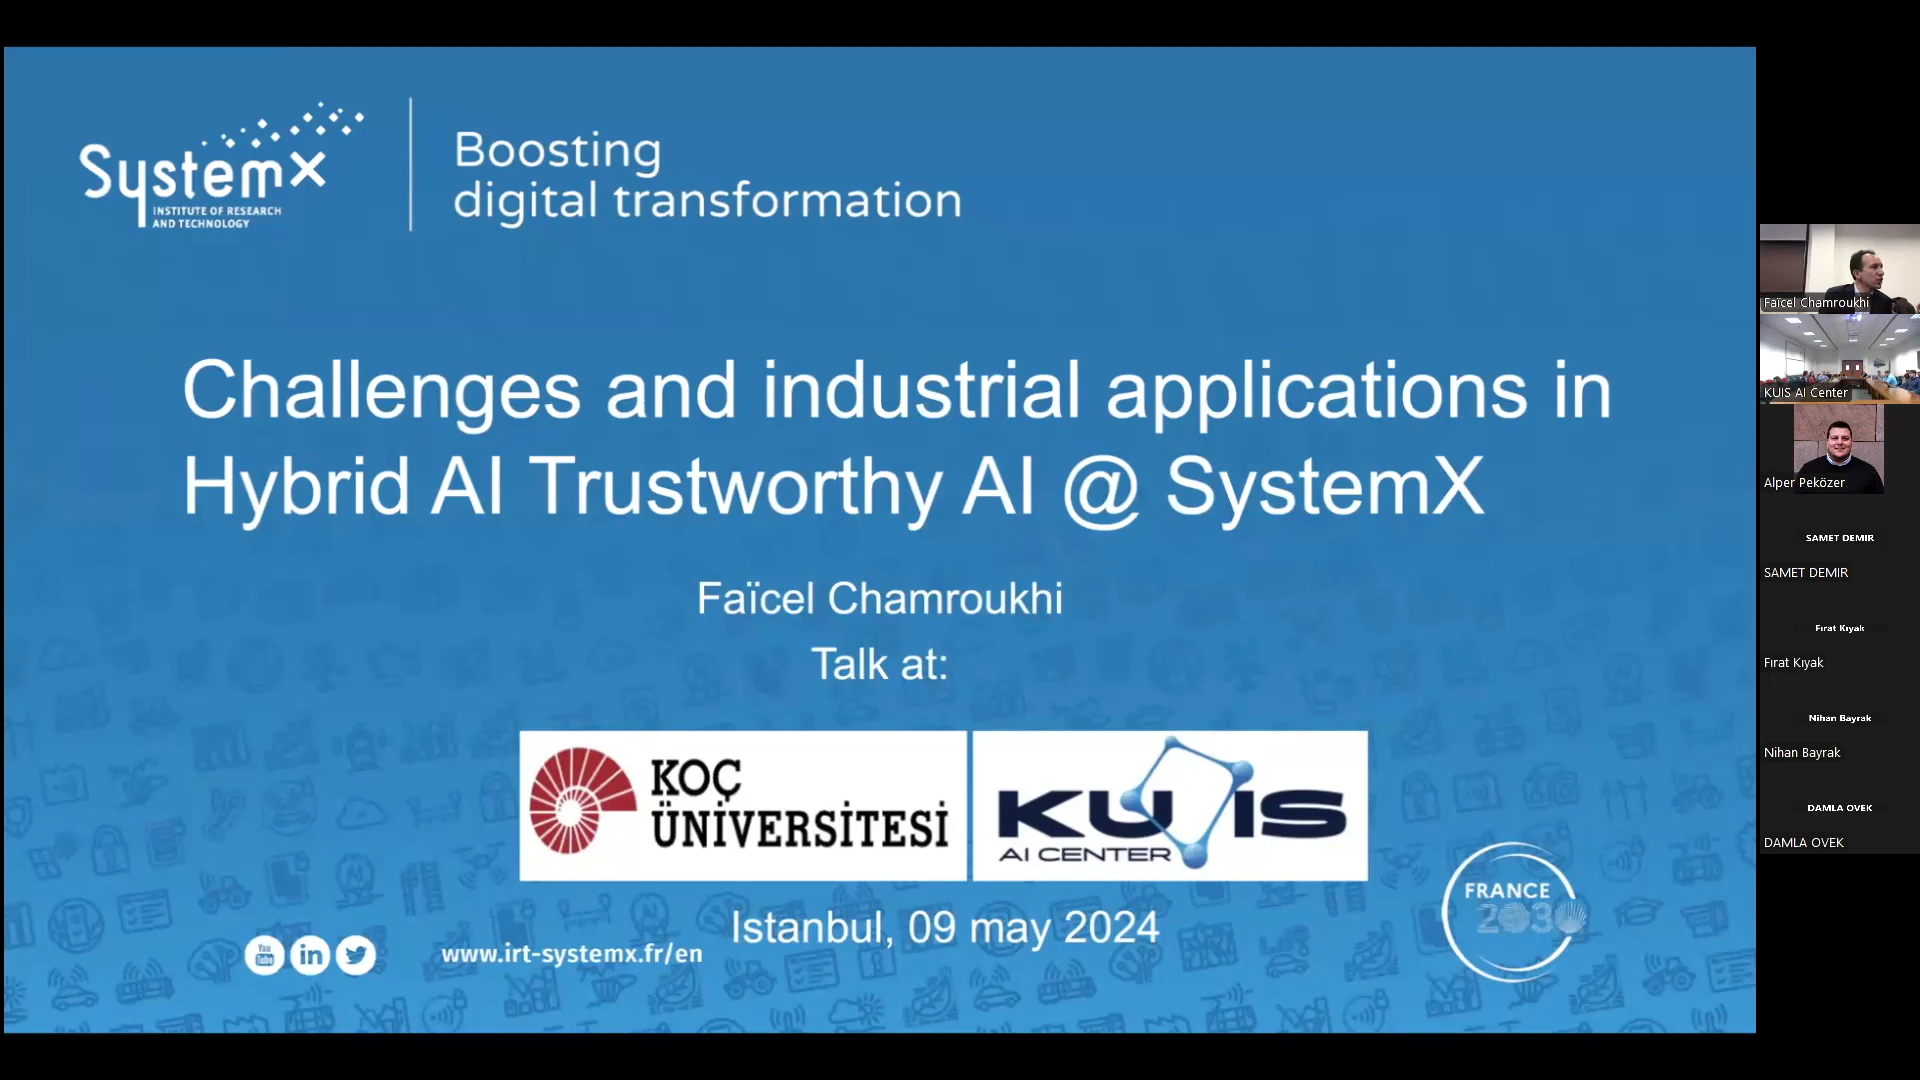 SystemX
INSTITUTE OF RESEARCH
AND TECHNOLOGY
Boosting
digital transformation
Challenges and industrial applications in
Hybrid AI Trustworthy AI @ SystemX
Faïcel Chamroukhi
Talk at:
KOÇ
ÜNİVERSİTESİ
KUIS
AI CENTER
Istanbul, 09 may 2024
You
Tube
in
www.irt-systemx.fr/en
FRANCE
2030
Faïcel Chamroukhi
KUIS AI Center
Alper Peközer
SAMET DEMIR
SAMET DEMIR
Fırat Kıyak
Fırat Kıyak
Nihan Bayrak
Nihan Bayrak
DAMLA OVEK
DAMLA OVEK